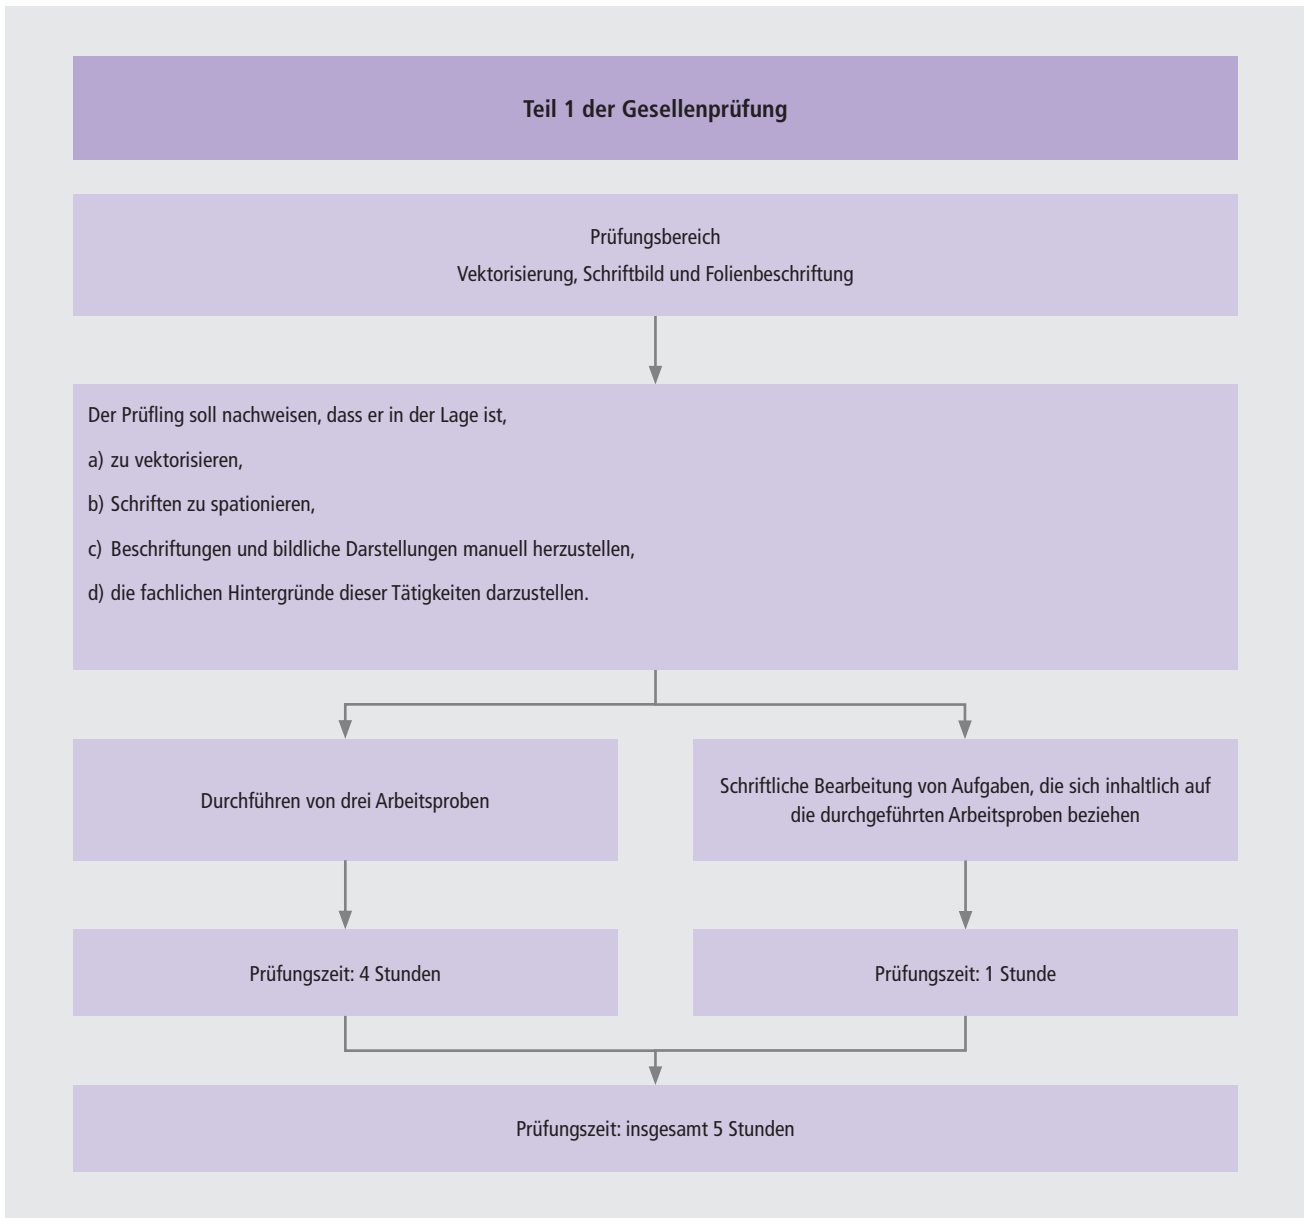 Teil 1 der Gesellenprüfung
Prüfungsbereich
Vektorisierung, Schriftbild und Folienbeschriftung
Der Prüfling soll nachweisen, dass er in der Lage ist,
a) zu vektorisieren,
b) Schriften zu spationieren,
c) Beschriftungen und bildliche Darstellungen manuell herzustellen,
d) die fachlichen Hintergründe dieser Tätigkeiten darzustellen.
Durchführen von drei Arbeitsproben
Schriftliche Bearbeitung von Aufgaben, die sich inhaltlich auf
die durchgeführten Arbeitsproben beziehen
Prüfungszeit: 4 Stunden
Prüfungszeit: 1 Stunde
Prüfungszeit: insgesamt 5 Stunden